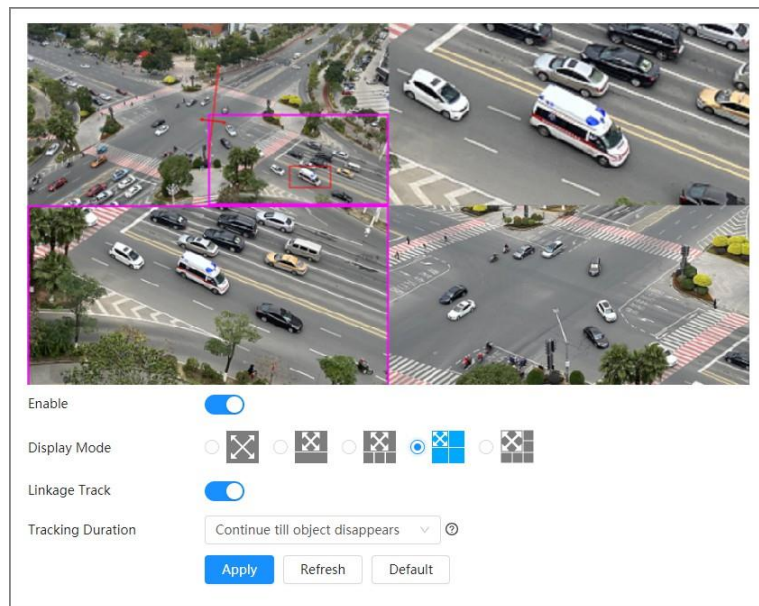 Enable
Display Mode
Linkage Track
Tracking Duration Continue till object disappears ?
Apply Refresh Default